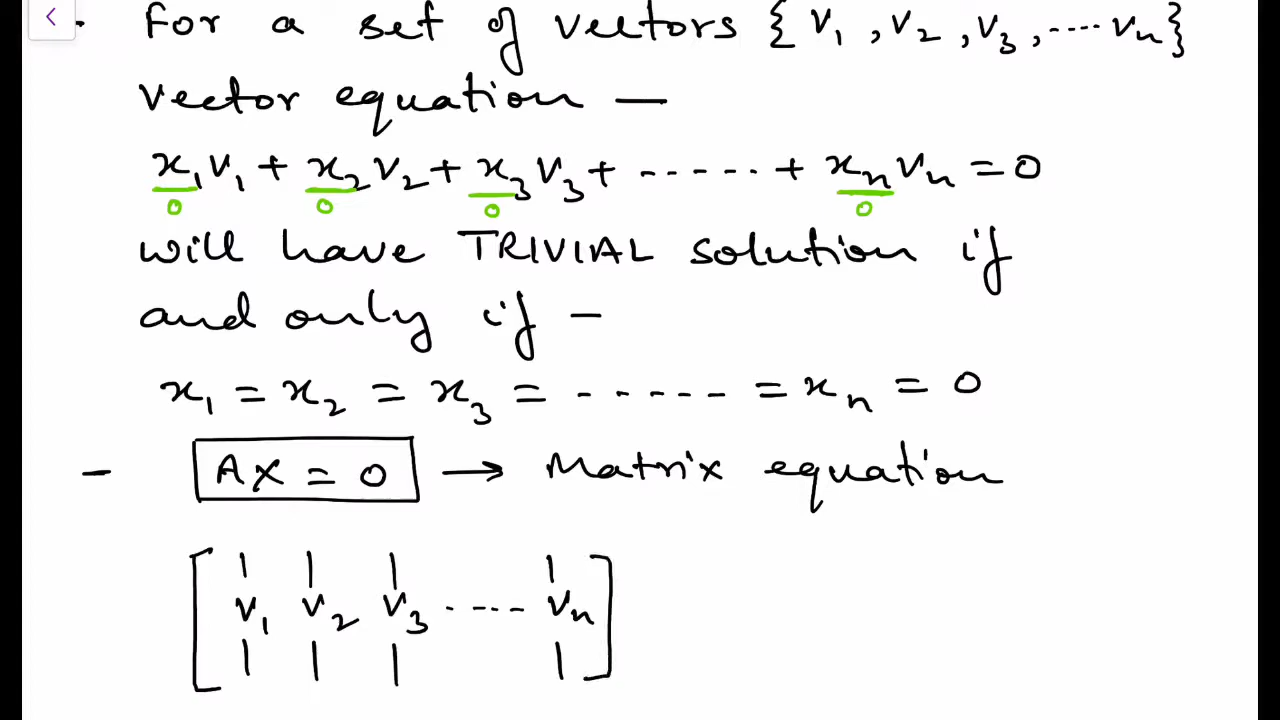 For a set of vectors { v₁ , v₂ , v₃ , ---- vₙ }
vector equation —
x₁v₁ + x₂v₂ + x₃v₃ + ------ + xₙvₙ = 0
0 0 0 0
will have TRIVIAL solution if
and only if —
x₁ = x₂ = x₃ = ------ = xₙ = 0
- AX = 0 → Matrix equation
[ v₁ v₂ v₃ ----- vₙ ]